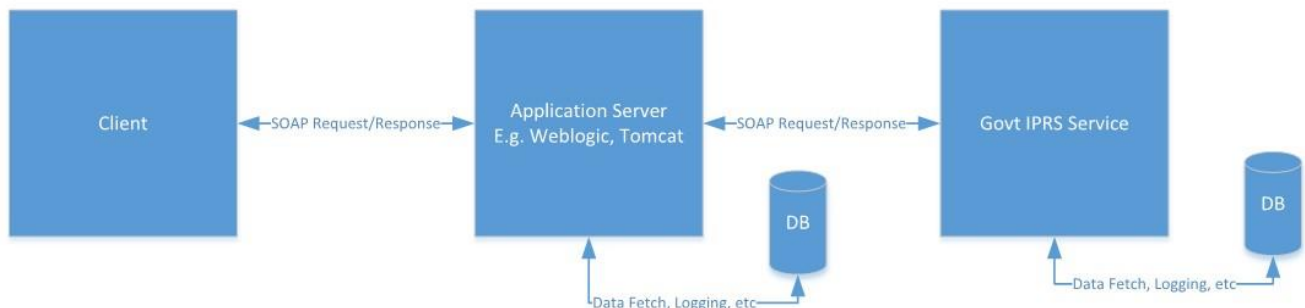 Client
SOAP Request/Response
Application Server
E.g. Weblogic, Tomcat
SOAP Request/Response
Govt IPRS Service
DB
DB
Data Fetch, Logging, etc
Data Fetch, Logging, etc